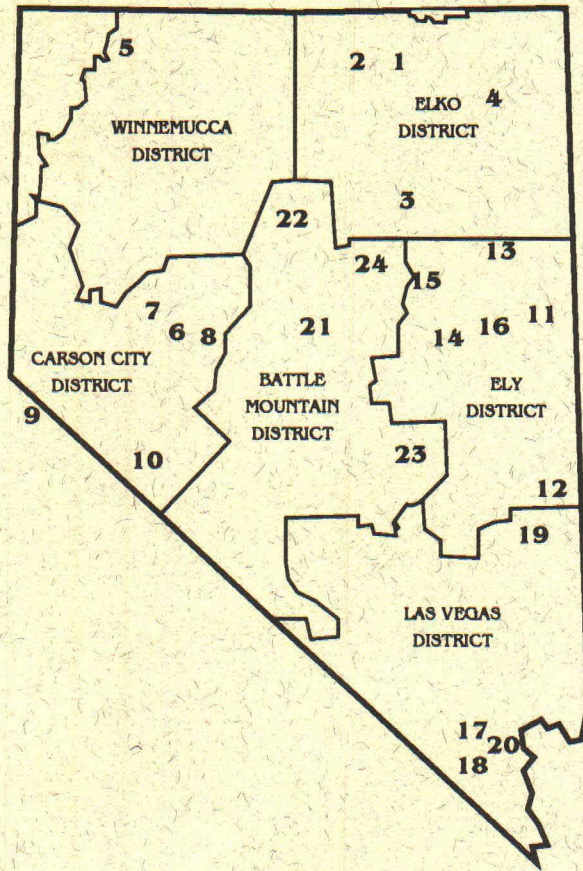 5
2 1
4
ELKO
DISTRICT
WINNEMUCCA
DISTRICT
3
22
13
24
15
7
11
16
6 8
21
14
CARSON CITY
DISTRICT
BATTLE
MOUNTAIN
DISTRICT
ELY
DISTRICT
9
10
23
12
19
LAS VEGAS
DISTRICT
17
20
18